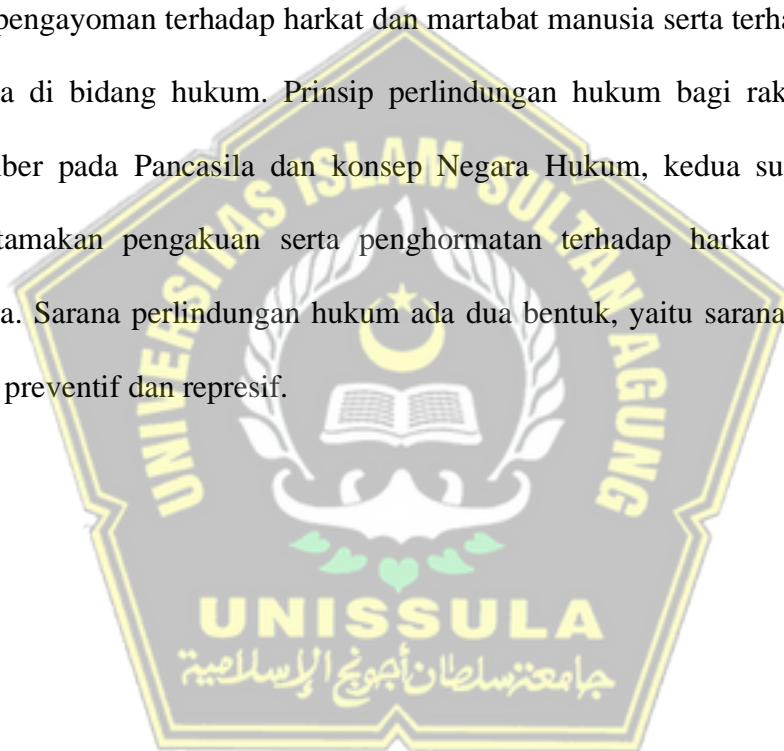 pengayoman terhadap harkat dan martabat manusia serta terha
a di bidang hukum. Prinsip perlindungan hukum bagi rak
ber pada Pancasila dan konsep Negara Hukum, kedua su
tamakan pengakuan serta penghormatan terhadap harkat
a. Sarana perlindungan hukum ada dua bentuk, yaitu sarana
preventif dan represif.
UNIVERSITAS ISLAM SULTAN AGUNG
UNISSULA
جامعتنسلطان أجونج الإسلامية